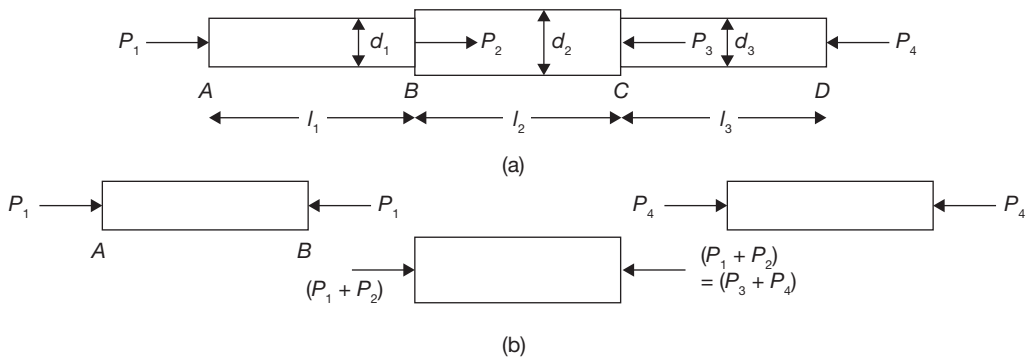 P₁ d₁ P₂ d₂ P₃ d₃ P₄
A B C D
l₁ l₂ l₃
(a)
P₁ P₁ P₄ P₄
A B
(P₁ + P₂) (P₁ + P₂)
= (P₃ + P₄)
(b)